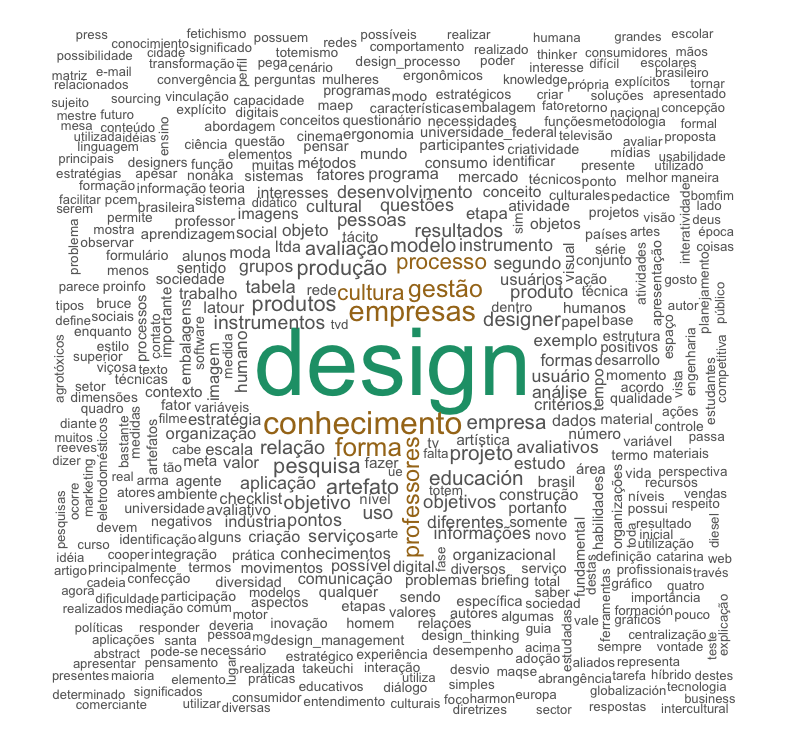 press fetichismo possuem redes possíveis realizar humana grandes escolar
conocimiento significado totemismo comportamento realizado thinker consumidores mãos
possibilidade cidade transformação perfil pega cenário design_processo poder interesse difícil escolares
matriz e-mail convergência perguntas mulheres ergonômicos knowledge própria explícitos brasileiro tornar
relacionados sourcing vinculação capacidade programas modo estratégicos criar soluções apresentado
sujeito explícito digitais maep características embalagem fato retorno nacional concepção
mestre futuro conceitos questionário necessidades funções metodologia formal
mesa conteúdo ensino abordagem cinema ergonomia universidade_federal televisão avaliar proposta
utilizada idéias ciência questão pensar participantes criatividade mídias usabilidade
linguagem elementos mundo consumo identificar presente utilizado
principais designers função muitas métodos mercado técnicos ponto melhor maneira
estratégias apesar nonaka sistemas fatores programa
formação informação teoria interesses desenvolvimento conceito culturales pedactice bomfim
facilitar pcem sistema didático cultural questões atividade lado
serem brasileira imagens pessoas etapa sim projetos visão deus
permite professor objeto resultados objetos países artes interatividade época
problema mostra aprendizagem social tácito modelo instrumento série coisas
observar ltda avaliação visual conjunto
formulário alunos moda processo segundo atividades apresentação
menos sentido grupos produção usuários ação gosto planejamento
parece proinfo sociedade tabela rede cultura gestão produto técnica público
tipos bruce processos contato importante trabalho produtos dentro humanos autor
define sociais latour empresas designer papel base espaço
enquanto embalagens software instrumentos tvd estrutura engenharia
estilo imagem medida humano design exemplo positivos
agrotóxicos superior formas desarrollo competitiva
viçosa texto usuário tempo momento vista estudantes
setor técnicas análise acordo
dimensões contexto critérios qualidade
quadro fator variáveis ações
diante medidas filme estratégia conhecimento empresa dados material controle
muitos bastante artefatos organização tv artística número variável passa
reeves eletrodomésticos cabe escala relação forma professores falta projeto avaliativos termo materiais
dizer marketing tão meta valor pesquisa fazer estudo área vida perspectiva
real arma agente ue educación brasil recursos
ocorre atores ambiente aplicação artefato totem construção habilidades organizações níveis vendas
pesquisas universidade checklist objetivo nível objetivos portanto possui respeito
avaliativo uso
devem negativos indústria pontos diferentes somente toda resultado diesel
curso identificação alguns criação serviços arte informações novo inicial
idéia cooper integração prática conhecimentos organizacional fundamental utilização
artigo principalmente termos movimentos possível digital fase diversos serviço destas definição catarina web
cadeia confecção diversidade comunicação problemas briefing total profissionais través
agora participação modelos qualquer saber ferramentas gráfico quatro
dificuldade aspectos sendo específica sociedad importância
realizados mediação comum etapas valores autores algumas estudadas formación pouco
motor
políticas responder deveria inovação homem relações guia vale gráficos centralização
aplicações santa pessoa mg design_management design_thinking acima sempre vontade teste explicação
abstract pode-se necessário estratégico experiência desempenho adoção
apresentar pensamento lugar realizada takeuchi interação desvio maqse aliados representa
presentes maioria elemento práticas utiliza simples abrangência tarefa híbrido destes
determinado significados educativos diálogo europa globalización tecnologia
comerciante utilizar consumidor entendimento culturais foco harmon respostas business
diversas diretrizes sector intercultural